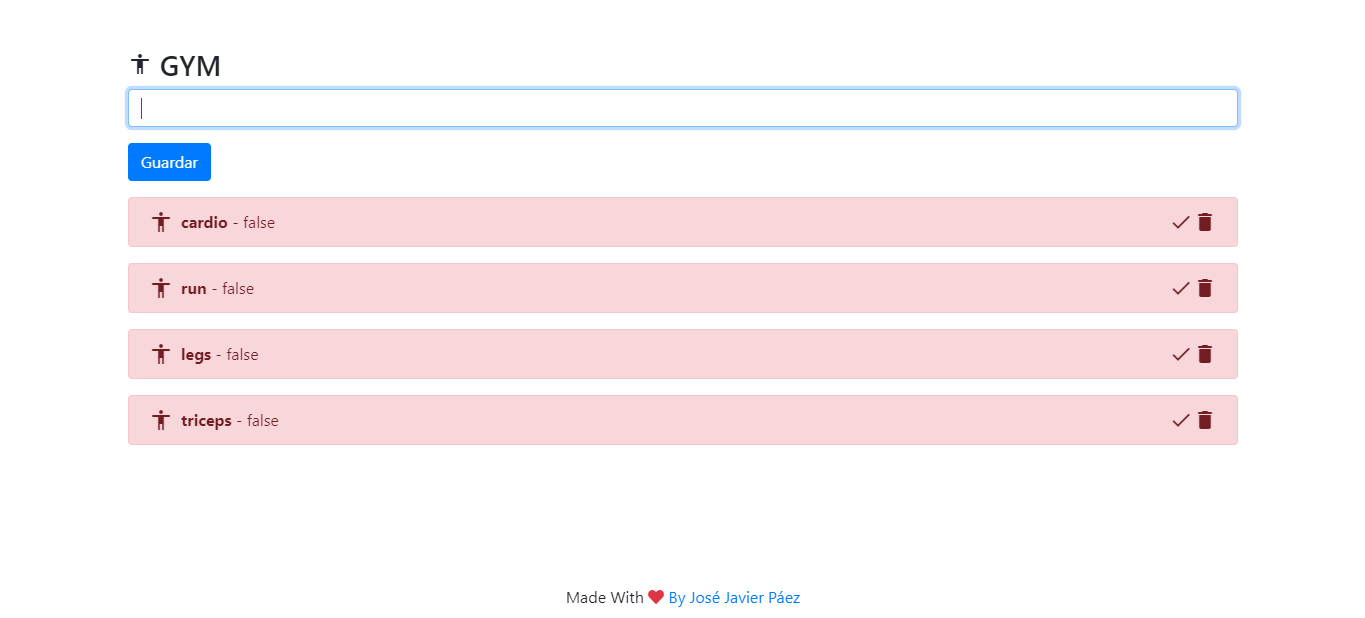 GYM
Guardar
cardio - false
run - false
legs - false
triceps - false
Made With By José Javier Páez